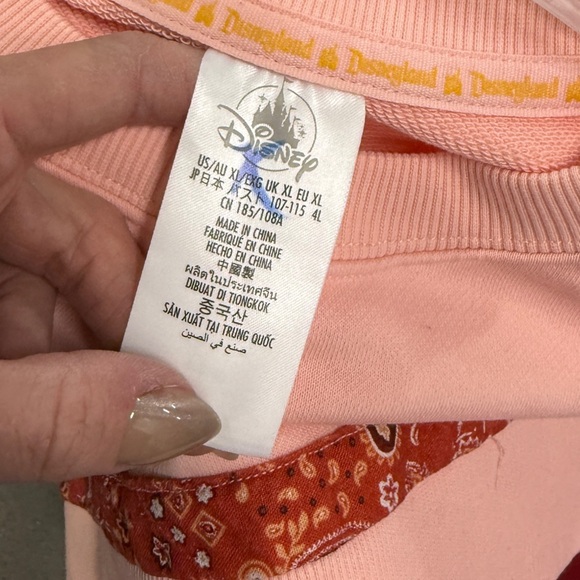 Disneyland Disneyland Disneyland
Disney
US/AU XL/EXG UK XL EU XL
JP日本 バスト 107-115 4L
CN 185/108A
MADE IN CHINA
FABRIQUÉ EN CHINE
HECHO EN CHINA
中國製
ผลิตในประเทศจีน
DIBUAT DI TIONGKOK
중국산
SẢN XUẤT TẠI TRUNG QUỐC
صنع في الصين